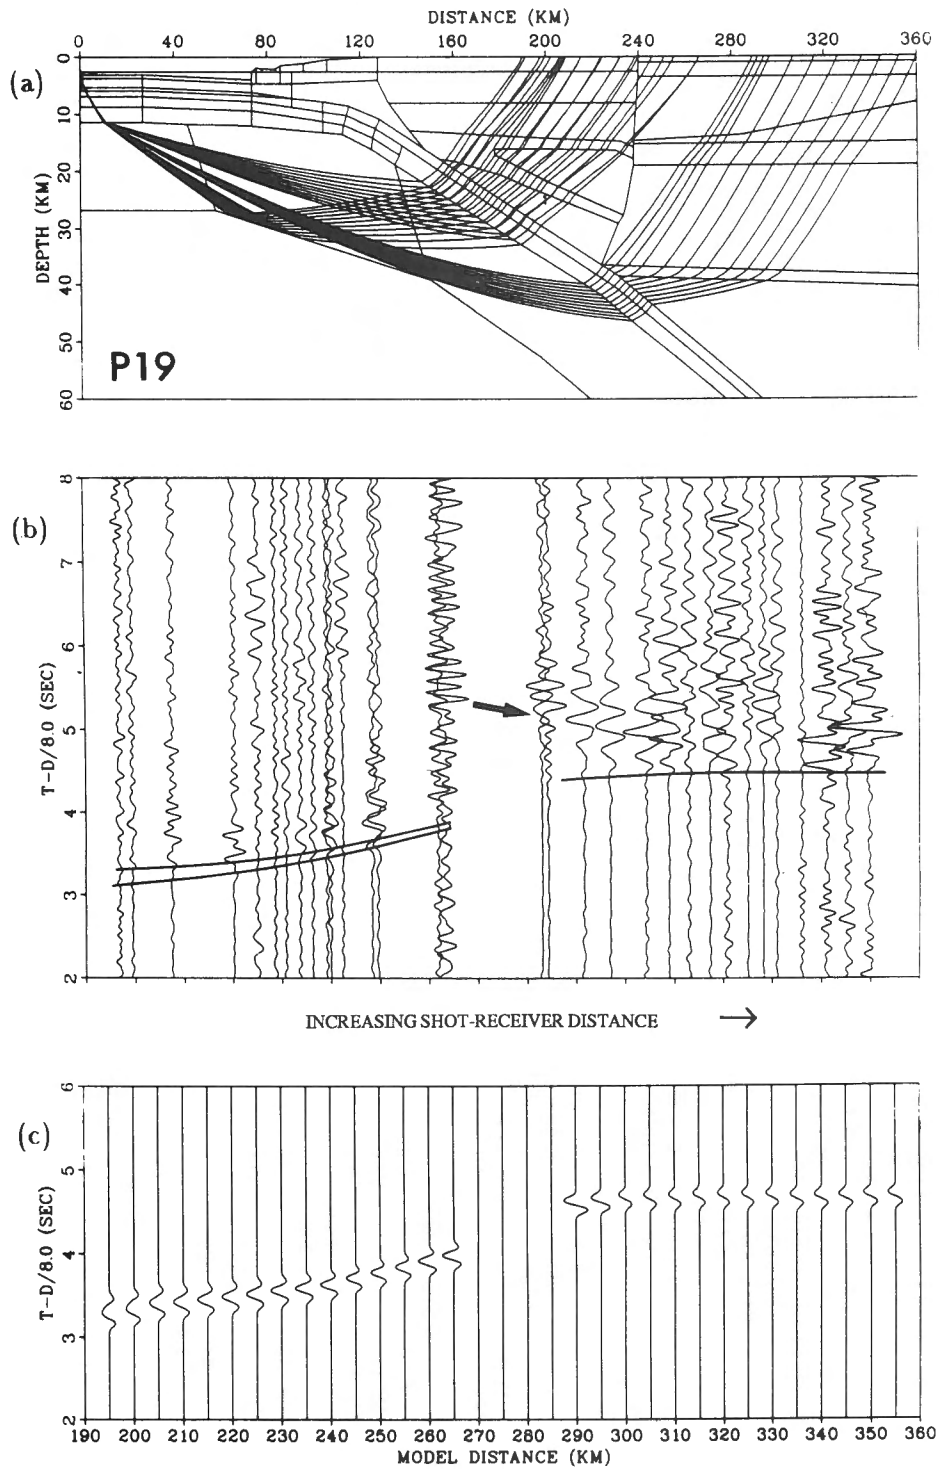 DISTANCE (KM)
0 40 80 120 160 200 240 280 320 360
(a)
DEPTH (KM)
0
10
20
30
40
50
60
P19
(b)
T-D/8.0 (SEC)
8
7
6
5
4
3
2
INCREASING SHOT-RECEIVER DISTANCE
(c)
T-D/8.0 (SEC)
6
5
4
3
2
190 200 210 220 230 240 250 260 270 280 290 300 310 320 330 340 350 360
MODEL DISTANCE (KM)